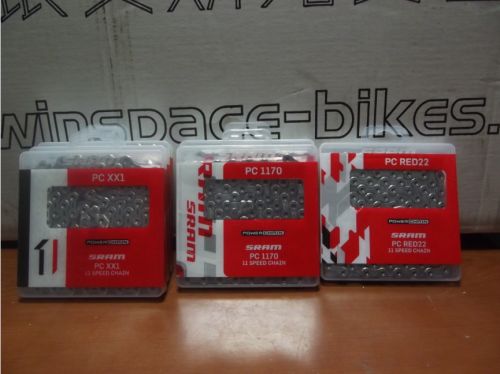 winspace-bikes.
PC XX1
POWERCHAIN
SRAM
PC XX1
11 SPEED CHAIN
PC 1170
SRAM
SRAM
POWERCHAIN
SRAM
PC 1170
11 SPEED CHAIN
PC RED22
POWERCHAIN
SRAM
PC RED22
11 SPEED CHAIN